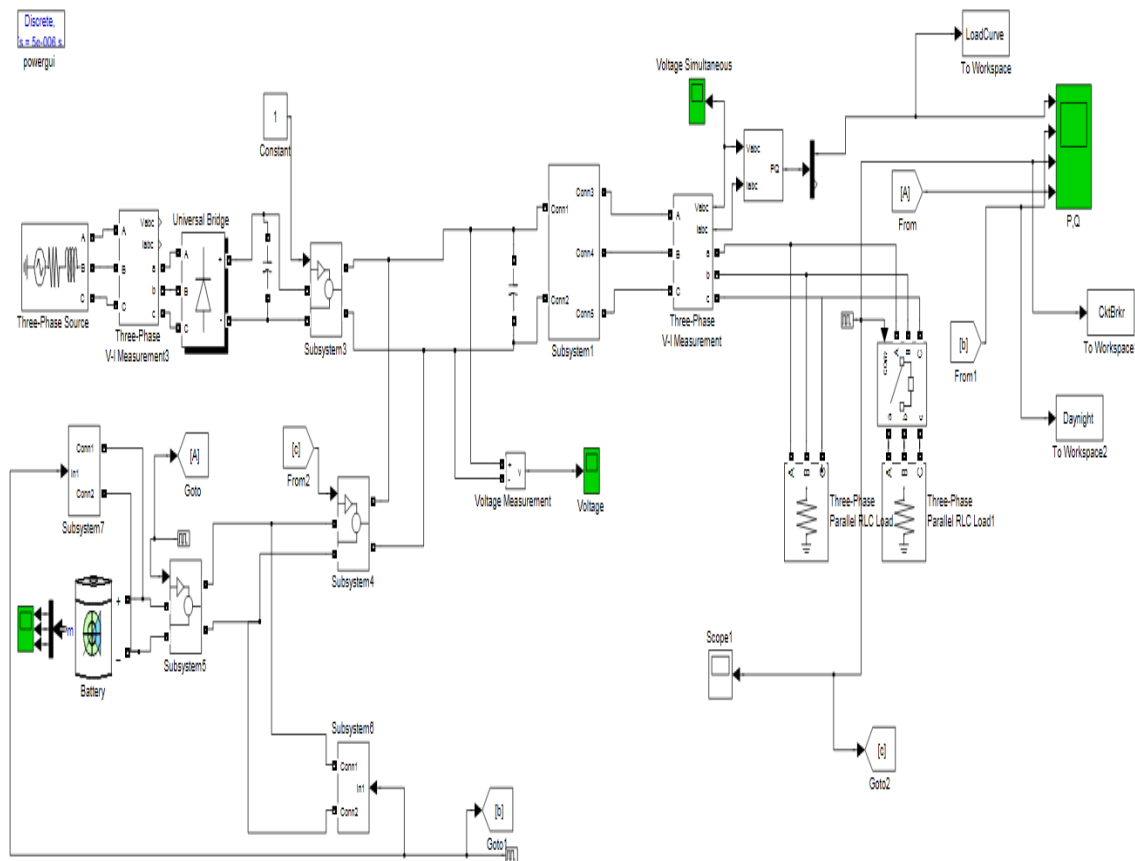 Discrete,
s = 5e-006 s
powergui
LoadCurve
To Workspace
Voltage Simultaneous
1
Constant
Vabc
Iabc
PQ
[A]
From
P,Q
Universal Bridge
A
B
C
Three-Phase Source
A
B
C
Vabc
Iabc
a
b
c
Three-Phase
V-I Measurement3
A
B
C
+
-
Subsystem3
Conn1
Conn2
Conn3
Conn4
Conn5
Subsystem1
A
B
C
Vabc
Iabc
a
b
c
Three-Phase
V-I Measurement
CktBrkr
To Workspace
[b]
From1
com
A
B
C
a
b
c
Daynight
To Workspace2
Conn1
In1
Conn2
Subsystem7
[A]
Goto
[c]
From2
+
-
v
Voltage Measurement
Voltage
A
B
C
Three-Phase
Parallel RLC Load
A
B
C
Three-Phase
Parallel RLC Load1
Subsystem4
m
+
−
Battery
Subsystem5
Scope1
Subsystem6
Conn1
In1
Conn2
[c]
Goto2
[b]
Goto1